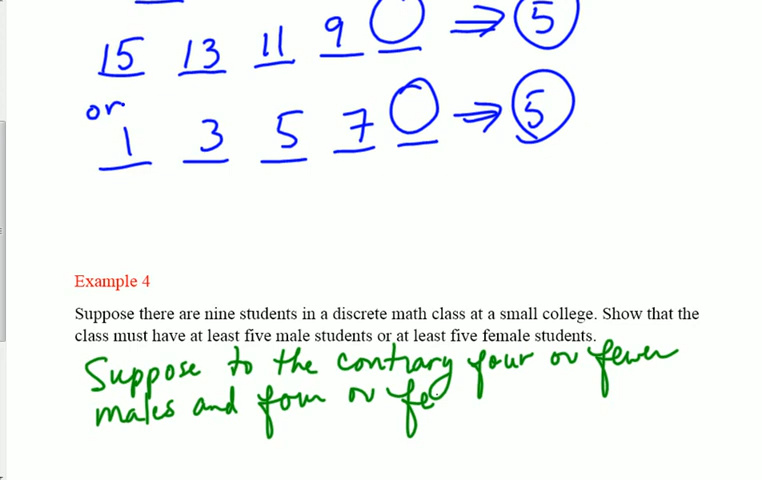 15 13 11 9 ⇒ 5
or
1 3 5 7 ⇒ 5
Example 4
Suppose there are nine students in a discrete math class at a small college. Show that the
class must have at least five male students or at least five female students.
Suppose to the contrary four or fewer
males and four or fe